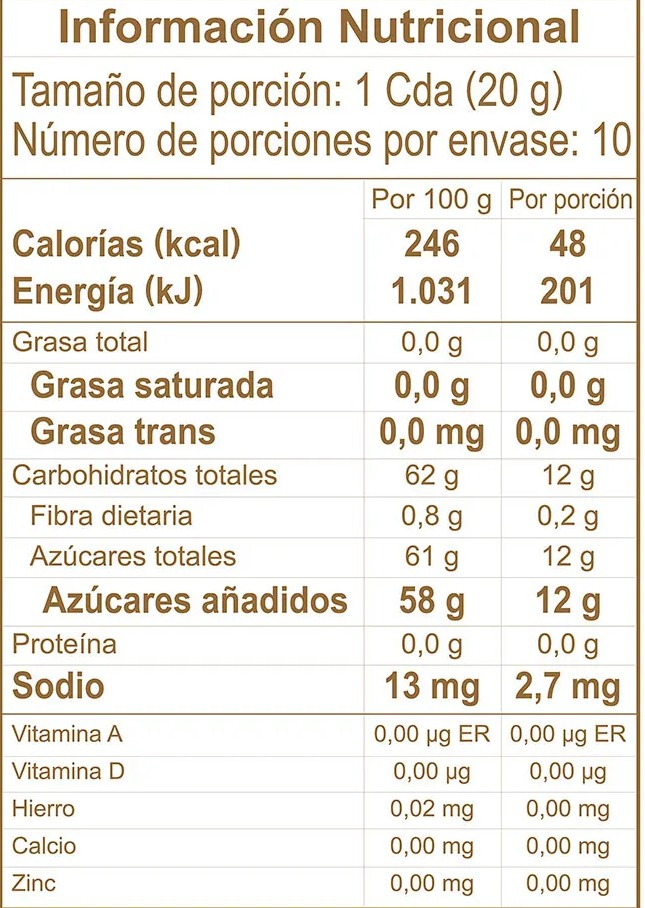 Información Nutricional
Tamaño de porción: 1 Cda (20 g)
Número de porciones por envase: 10
Por 100 g Por porción
Calorías (kcal) 246 48
Energía (kJ) 1.031 201
Grasa total 0,0 g 0,0 g
Grasa saturada 0,0 g 0,0 g
Grasa trans 0,0 mg 0,0 mg
Carbohidratos totales 62 g 12 g
Fibra dietaria 0,8 g 0,2 g
Azúcares totales 61 g 12 g
Azúcares añadidos 58 g 12 g
Proteína 0,0 g 0,0 g
Sodio 13 mg 2,7 mg
Vitamina A 0,00 µg ER 0,00 µg ER
Vitamina D 0,00 µg 0,00 µg
Hierro 0,02 mg 0,00 mg
Calcio 0,00 mg 0,00 mg
Zinc 0,00 mg 0,00 mg